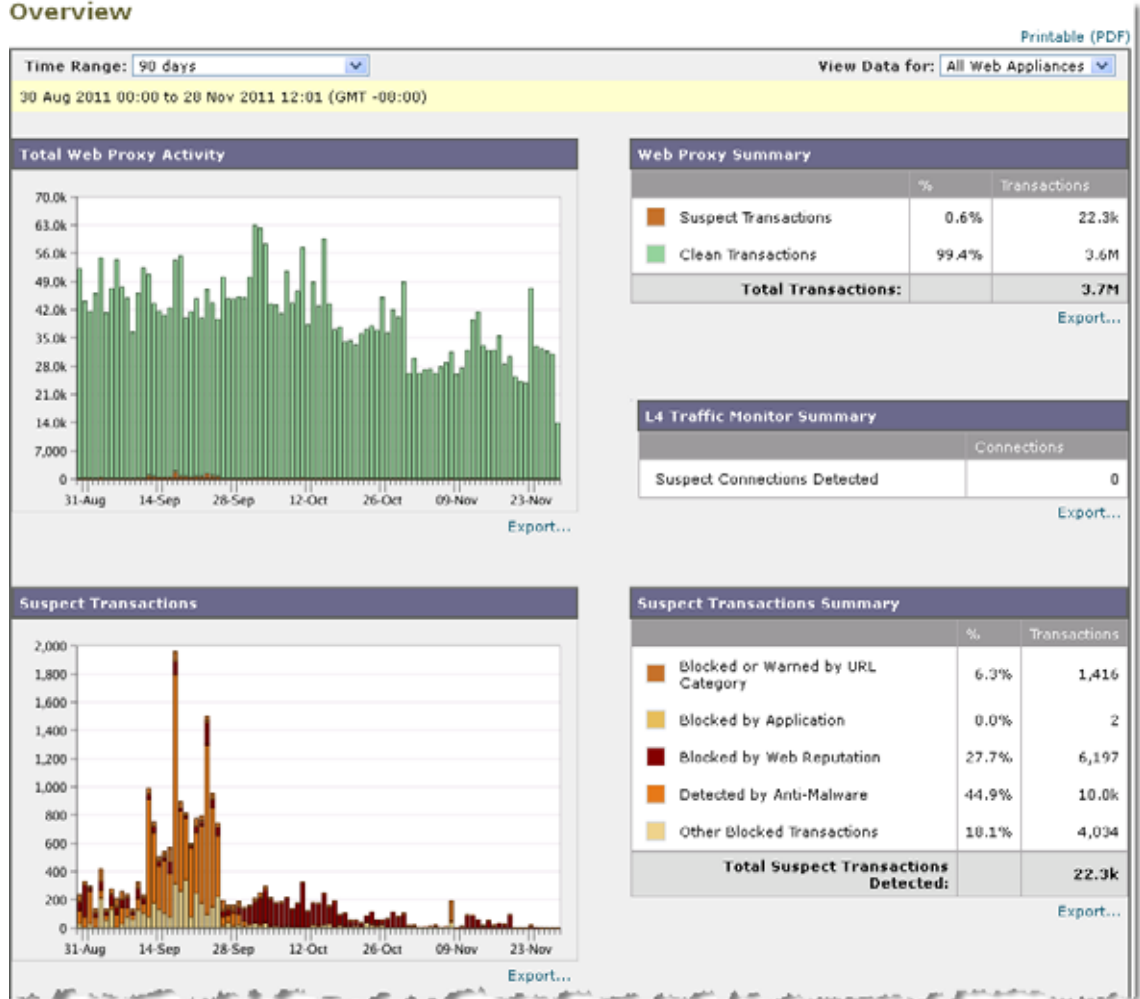 Overview
Printable (PDF)
Time Range: 90 days
View Data for: All Web Appliances
30 Aug 2011 00:00 to 28 Nov 2011 12:01 (GMT -08:00)
Total Web Proxy Activity
70.0k
63.0k
56.0k
49.0k
42.0k
35.0k
28.0k
21.0k
14.0k
7,000
0
31-Aug 14-Sep 28-Sep 12-Oct 26-Oct 09-Nov 23-Nov
Export...
Web Proxy Summary
% Transactions
Suspect Transactions 0.6% 22.3k
Clean Transactions 99.4% 3.6M
Total Transactions: 3.7M
Export...
L4 Traffic Monitor Summary
Connections
Suspect Connections Detected 0
Export...
Suspect Transactions
2,000
1,800
1,600
1,400
1,200
1,000
800
600
400
200
0
31-Aug 14-Sep 28-Sep 12-Oct 26-Oct 09-Nov 23-Nov
Export...
Suspect Transactions Summary
% Transactions
Blocked or Warned by URL
Category 6.3% 1,416
Blocked by Application 0.0% 2
Blocked by Web Reputation 27.7% 6,197
Detected by Anti-Malware 44.9% 10.0k
Other Blocked Transactions 18.1% 4,034
Total Suspect Transactions
Detected: 22.3k
Export...